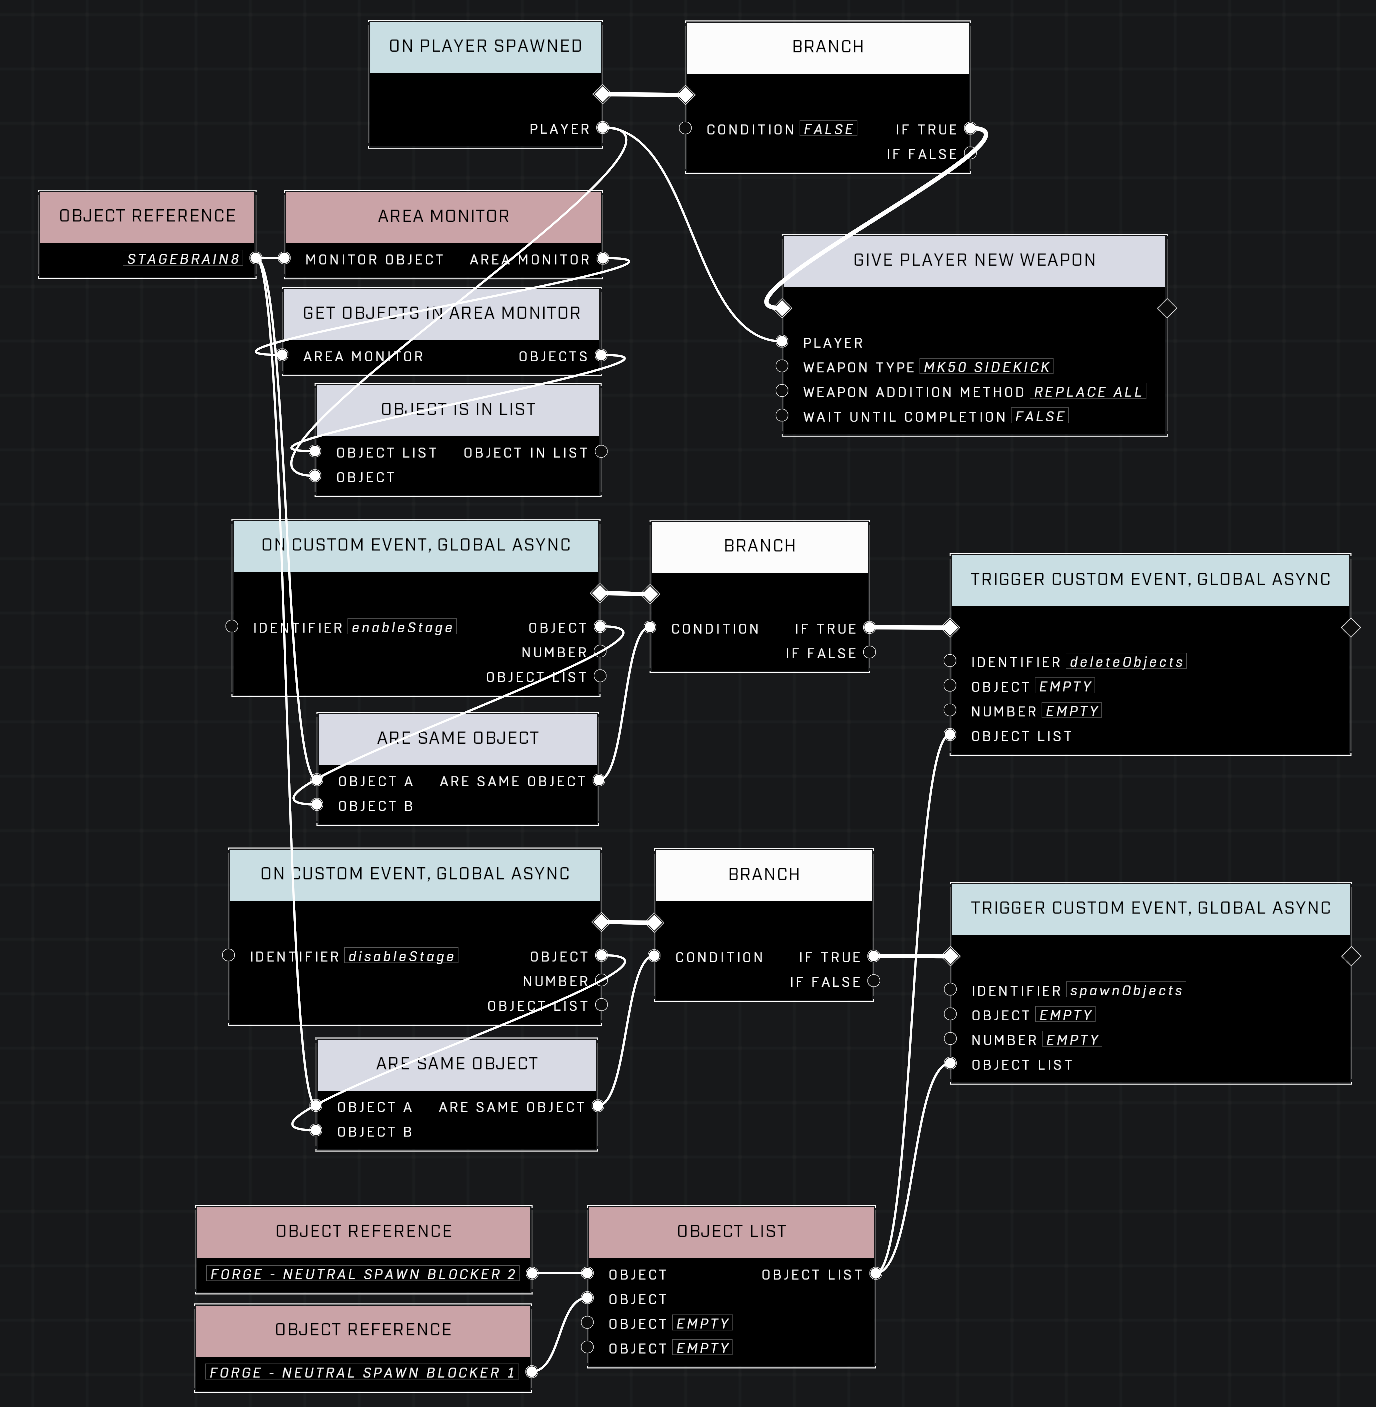 ON PLAYER SPAWNED
PLAYER
BRANCH
CONDITION FALSE IF TRUE
IF FALSE
OBJECT REFERENCE
STAGEBRAIN8
AREA MONITOR
MONITOR OBJECT AREA MONITOR
GET OBJECTS IN AREA MONITOR
AREA MONITOR OBJECTS
OBJECT IS IN LIST
OBJECT LIST OBJECT IN LIST
OBJECT
GIVE PLAYER NEW WEAPON
PLAYER
WEAPON TYPE MK50 SIDEKICK
WEAPON ADDITION METHOD REPLACE ALL
WAIT UNTIL COMPLETION FALSE
ON CUSTOM EVENT, GLOBAL ASYNC
IDENTIFIER enableStage OBJECT
NUMBER
OBJECT LIST
BRANCH
CONDITION IF TRUE
IF FALSE
TRIGGER CUSTOM EVENT, GLOBAL ASYNC
IDENTIFIER deleteObjects
OBJECT EMPTY
NUMBER EMPTY
OBJECT LIST
ARE SAME OBJECT
OBJECT A ARE SAME OBJECT
OBJECT B
ON CUSTOM EVENT, GLOBAL ASYNC
IDENTIFIER disableStage OBJECT
NUMBER
OBJECT LIST
BRANCH
CONDITION IF TRUE
IF FALSE
TRIGGER CUSTOM EVENT, GLOBAL ASYNC
IDENTIFIER spawnObjects
OBJECT EMPTY
NUMBER EMPTY
OBJECT LIST
ARE SAME OBJECT
OBJECT A ARE SAME OBJECT
OBJECT B
OBJECT REFERENCE
FORGE - NEUTRAL SPAWN BLOCKER 2
OBJECT REFERENCE
FORGE - NEUTRAL SPAWN BLOCKER 1
OBJECT LIST
OBJECT OBJECT LIST
OBJECT
OBJECT EMPTY
OBJECT EMPTY